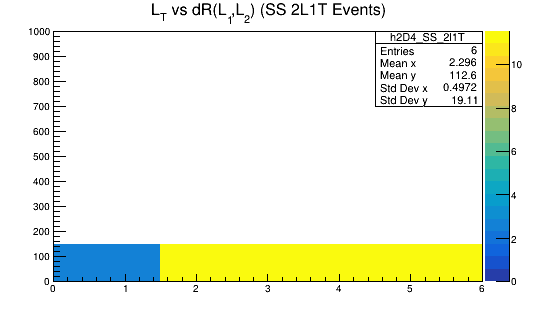 L_T vs dR(L_1,L_2) (SS 2L1T Events)
h2D4_SS_2l1T
Entries 6
Mean x 2.296
Mean y 112.6
Std Dev x 0.4972
Std Dev y 19.11
1000
900
800
700
600
500
400
300
200
100
0
0 1 2 3 4 5 6
10
8
6
4
2
0